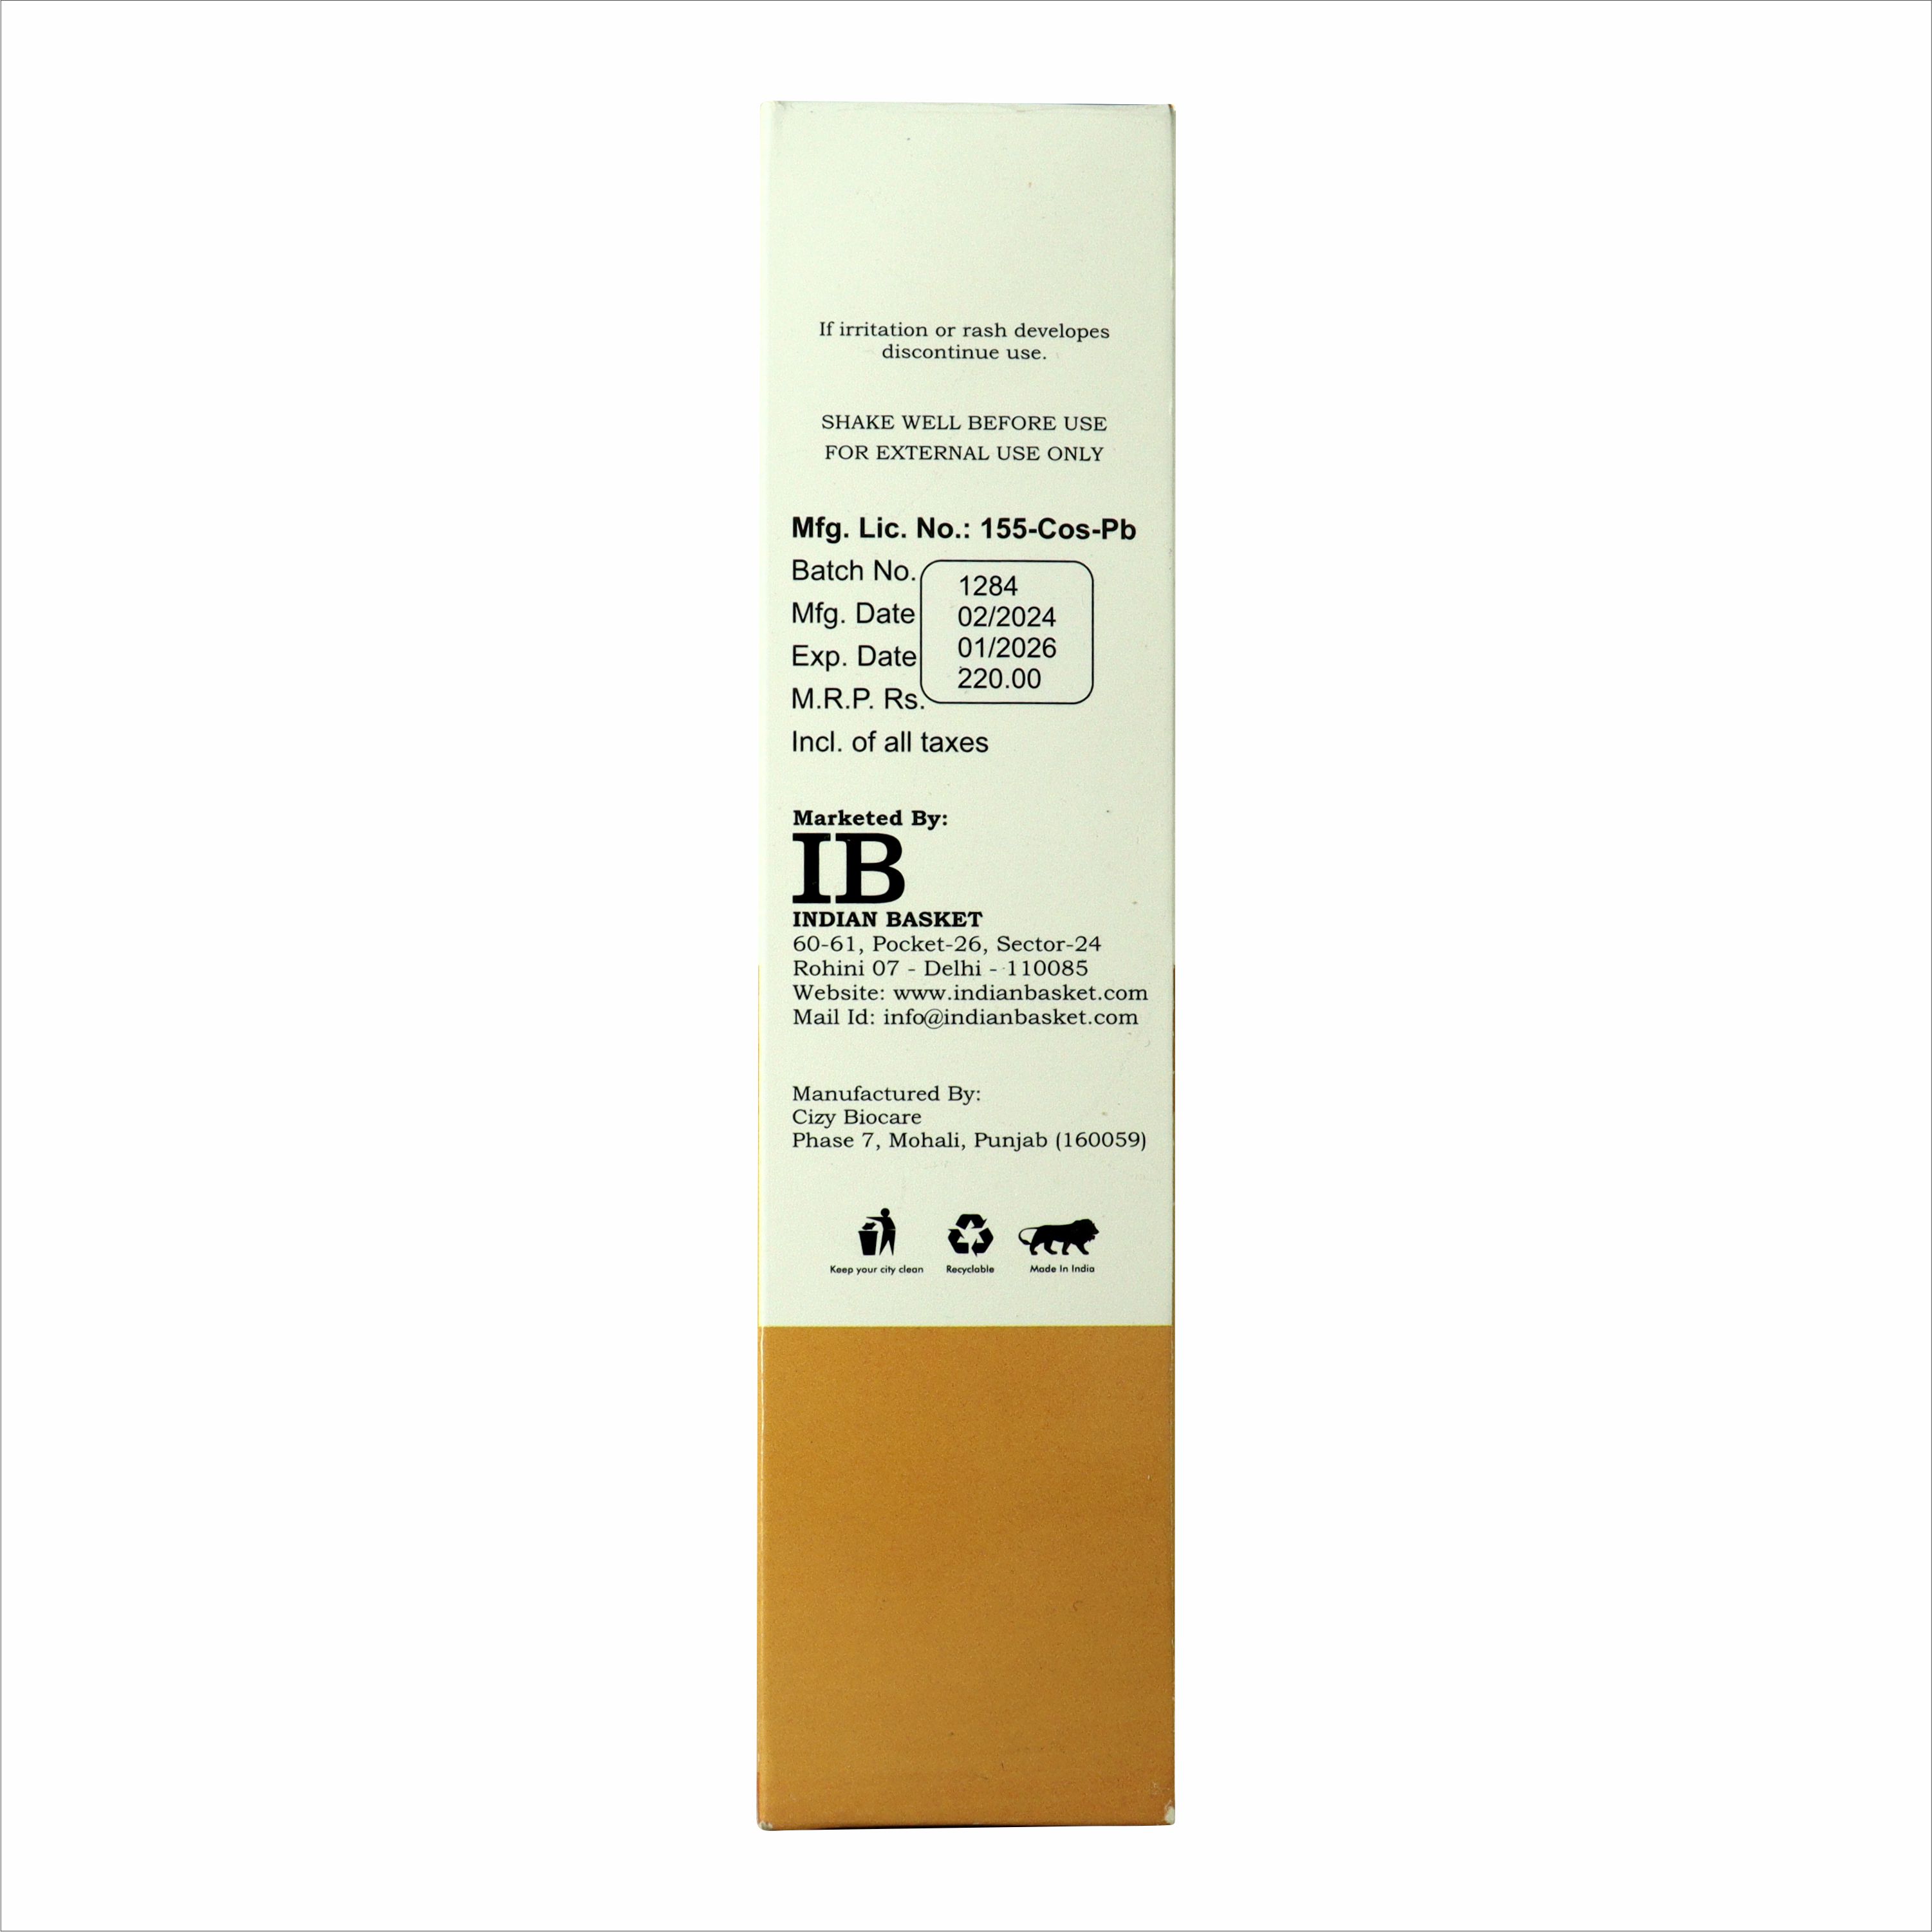 If irritation or rash developes
discontinue use.
SHAKE WELL BEFORE USE
FOR EXTERNAL USE ONLY
Mfg. Lic. No.: 155-Cos-Pb
Batch No. 1284
Mfg. Date 02/2024
Exp. Date 01/2026
M.R.P. Rs. 220.00
Incl. of all taxes
Marketed By:
IB
INDIAN BASKET
60-61, Pocket-26, Sector-24
Rohini 07 - Delhi - 110085
Website: www.indianbasket.com
Mail Id: info@indianbasket.com
Manufactured By:
Cizy Biocare
Phase 7, Mohali, Punjab (160059)
Keep your city clean Recyclable Made In India